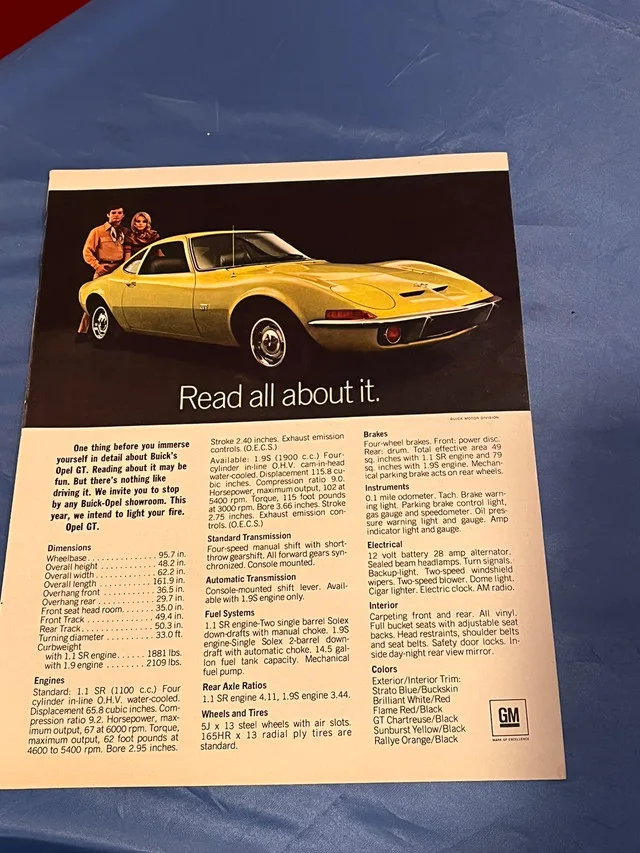 GT
Read all about it.
BUICK MOTOR DIVISION
One thing before you immerse
yourself in detail about Buick's
Opel GT. Reading about it may be
fun. But there's nothing like
driving it. We invite you to stop
by any Buick-Opel showroom. This
year, we intend to light your fire.
Opel GT.
Dimensions
Wheelbase . . . . . . . . . . . . . 95.7 in.
Overall height . . . . . . . . . . 48.2 in.
Overall width . . . . . . . . . . . 62.2 in.
Overall length . . . . . . . . . . 161.9 in.
Overhang front . . . . . . . . . 36.5 in.
Overhang rear . . . . . . . . . . 29.7 in.
Front seat head room. . . . . 35.0 in.
Front Track . . . . . . . . . . . . 49.4 in.
Rear Track . . . . . . . . . . . . . 50.3 in.
Turning diameter . . . . . . . . 33.0 ft.
Curbweight
with 1.1 SR engine. . . . . . 1881 lbs.
with 1.9 engine . . . . . . . . 2109 lbs.
Engines
Standard: 1.1 SR (1100 c.c.) Four
cylinder in-line O.H.V. water-cooled.
Displacement 65.8 cubic inches. Com-
pression ratio 9.2. Horsepower, max-
imum output, 67 at 6000 rpm. Torque,
maximum output, 62 foot pounds at
4600 to 5400 rpm. Bore 2.95 inches.
Stroke 2.40 inches. Exhaust emission
controls. (O.E.C.S.)
Available: 1.9S (1900 c.c.) Four-
cylinder in-line O.H.V. cam-in-head
water-cooled. Displacement 115.8 cu-
bic inches. Compression ratio 9.0.
Horsepower, maximum output, 102 at
5400 rpm. Torque, 115 foot pounds
at 3000 rpm. Bore 3.66 inches. Stroke
2.75 inches. Exhaust emission con-
trols. (O.E.C.S.)
Standard Transmission
Four-speed manual shift with short-
throw gearshift. All forward gears syn-
chronized. Console mounted.
Automatic Transmission
Console-mounted shift lever. Avail-
able with 1.9S engine only.
Fuel Systems
1.1 SR engine-Two single barrel Solex
down-drafts with manual choke. 1.9S
engine-Single Solex 2-barrel down-
draft with automatic choke. 14.5 gal-
lon fuel tank capacity. Mechanical
fuel pump.
Rear Axle Ratios
1.1 SR engine 4.11, 1.9S engine 3.44.
Wheels and Tires
5J x 13 steel wheels with air slots.
165HR x 13 radial ply tires are
standard.
Brakes
Four-wheel brakes. Front: power disc.
Rear: drum. Total effective area 49
sq. inches with 1.1 SR engine and 79
sq. inches with 1.9S engine. Mechan-
ical parking brake acts on rear wheels.
Instruments
0.1 mile odometer. Tach. Brake warn-
ing light. Parking brake control light,
gas gauge and speedometer. Oil pres-
sure warning light and gauge. Amp
indicator light and gauge.
Electrical
12 volt battery 28 amp alternator.
Sealed beam headlamps. Turn signals.
Backup-light. Two-speed windshield
wipers. Two-speed blower. Dome light.
Cigar lighter. Electric clock. AM radio.
Interior
Carpeting front and rear. All vinyl.
Full bucket seats with adjustable seat
backs. Head restraints, shoulder belts
and seat belts. Safety door locks. In-
side day-night rear view mirror.
Colors
Exterior/Interior Trim:
Strato Blue/Buckskin
Brilliant White/Red
Flame Red/Black
GT Chartreuse/Black
Sunburst Yellow/Black
Rallye Orange/Black
GM
MARK OF EXCELLENCE